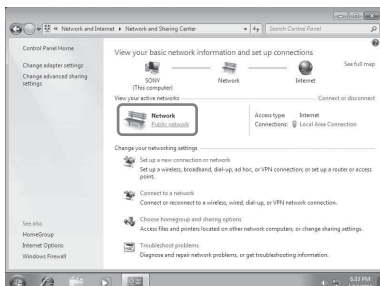 Network and Internet ▸ Network and Sharing Center
Search Control Panel
Control Panel Home
Change adapter settings
Change advanced sharing
settings
View your basic network information and set up connections
See full map
SONY
(This computer)
Network
Internet
View your active networks
Connect or disconnect
Network
Public network
Access type: Internet
Connections: Local Area Connection
Change your networking settings
Set up a new connection or network
Set up a wireless, broadband, dial-up, ad hoc, or VPN connection; or set up a router or access
point.
Connect to a network
Connect or reconnect to a wireless, wired, dial-up, or VPN network connection.
Choose homegroup and sharing options
Access files and printers located on other network computers, or change sharing settings.
Troubleshoot problems
Diagnose and repair network problems, or get troubleshooting information.
See also
HomeGroup
Internet Options
Windows Firewall
6:33 PM